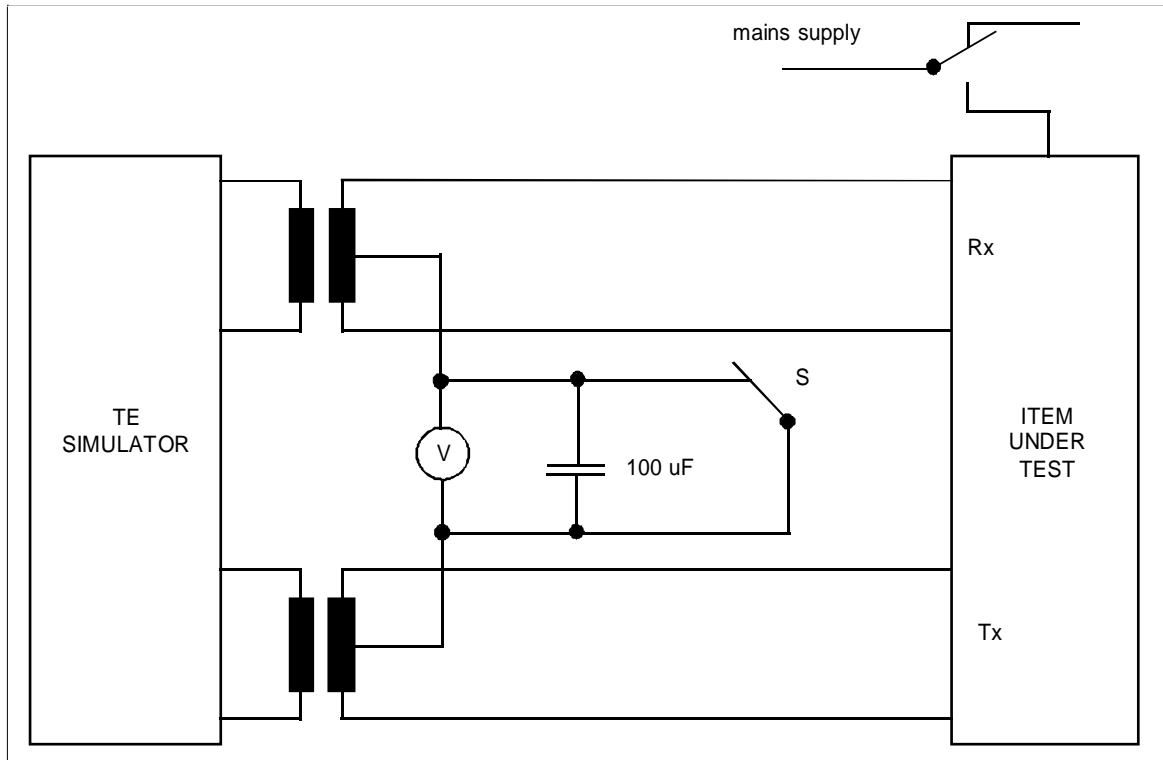 mains supply
Rx
S
TE
SIMULATOR
V
100 uF
ITEM
UNDER
TEST
Tx